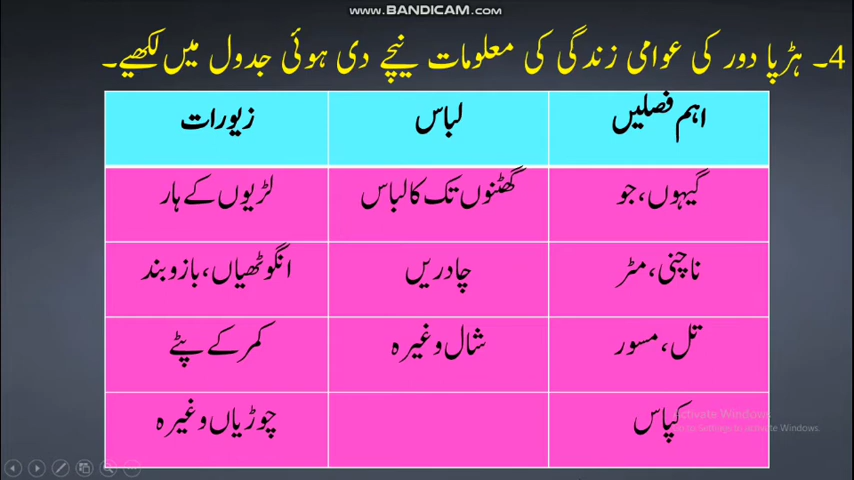 WWW.BANDICAM.COM
4۔ ہڑپا دور کی عوامی زندگی کی معلومات نیچے دی ہوئی جدول میں لکھیے۔
اہم فصلیں لباس زیورات
گیہوں، جو گھٹنوں تک کا لباس لڑیوں کے ہار
ناچنی، مٹر چادریں انگوٹھیاں، بازو بند
تل، مسور شال وغیرہ کمر کے پٹے
کپاس چوڑیاں وغیرہ
Activate Windows
Go to Settings to activate Windows.